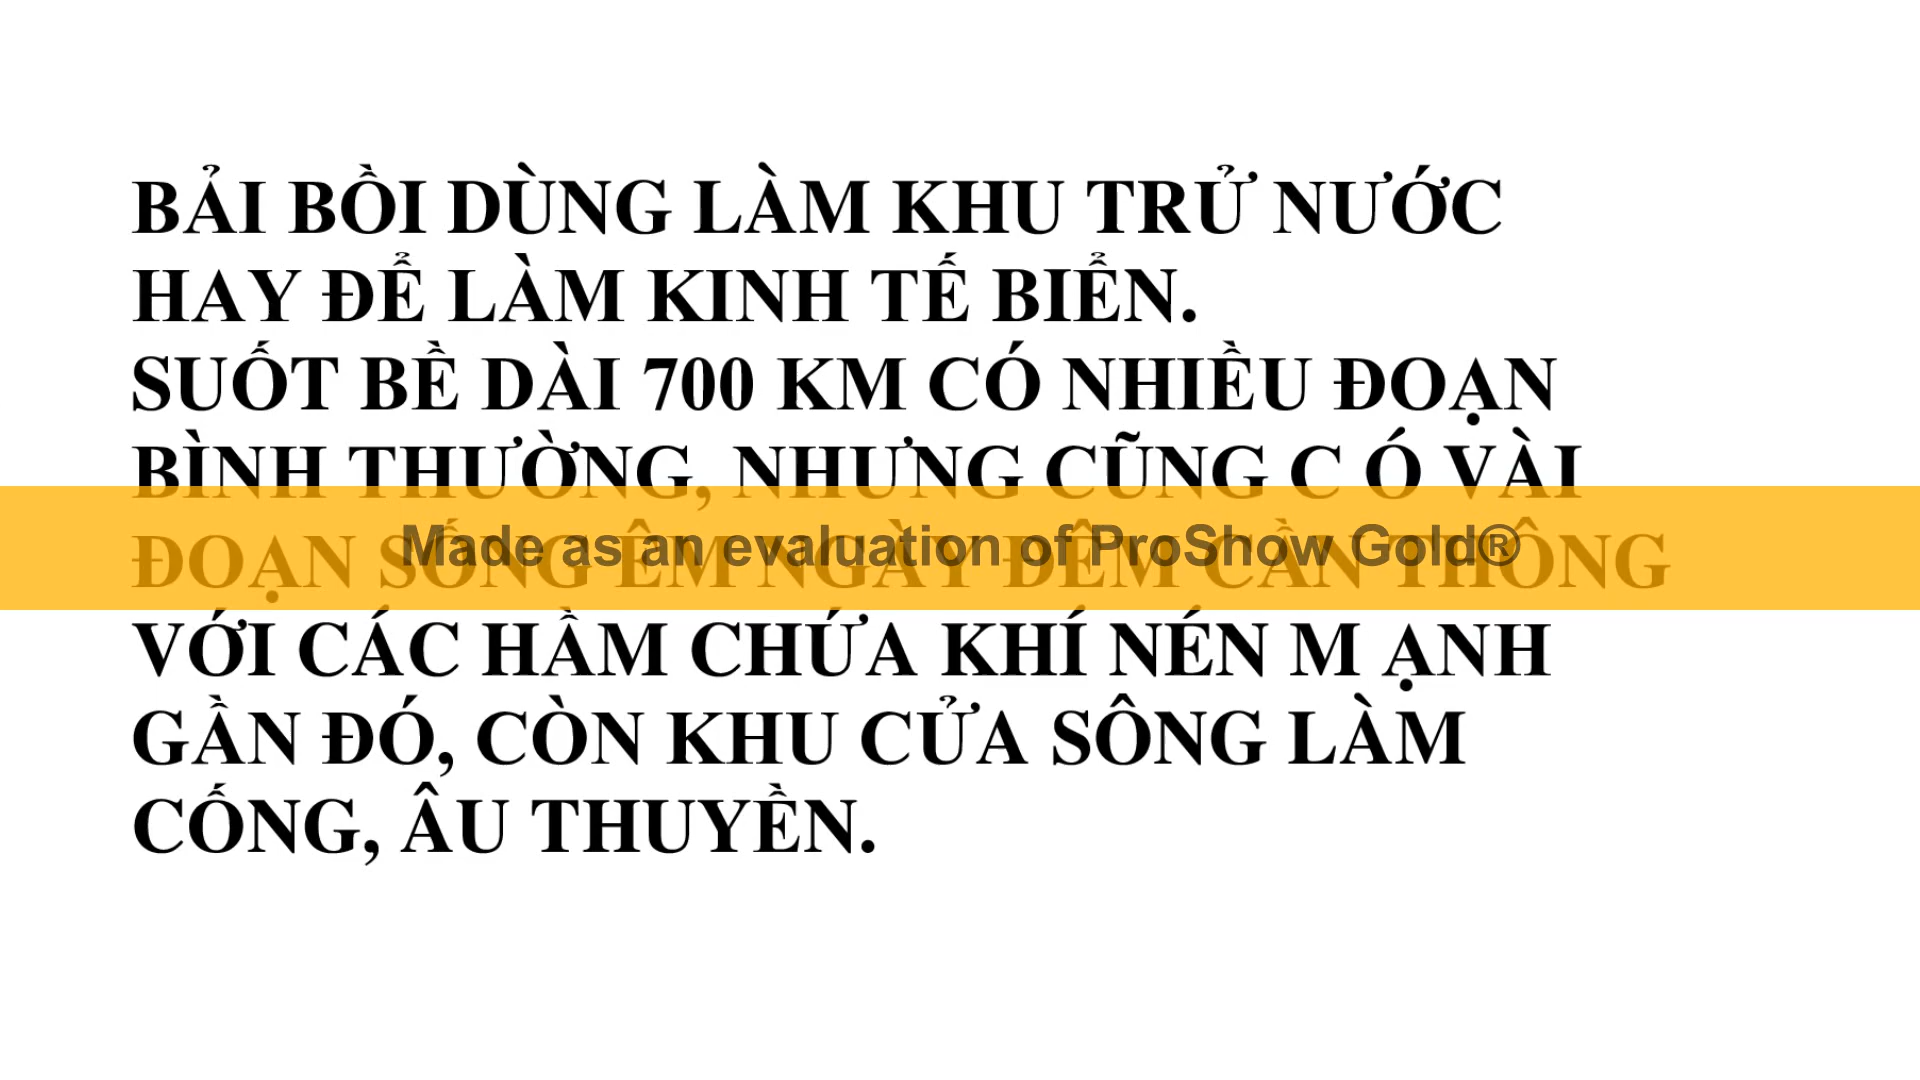 BẢI BỒI DÙNG LÀM KHU TRỬ NƯỚC
HAY ĐỂ LÀM KINH TẾ BIỂN.
SUỐT BỀ DÀI 700 KM CÓ NHIỀU ĐOẠN
BÌNH THƯỜNG, NHƯNG CŨNG C Ó VÀI
ĐOẠN SỐNG ÊM NGÀY ĐÊM CẦN THÔNG
Made as an evaluation of ProShow Gold®
VỚI CÁC HẦM CHỨA KHÍ NÉN M ẠNH
GẦN ĐÓ, CÒN KHU CỬA SÔNG LÀM
CỐNG, ÂU THUYỀN.